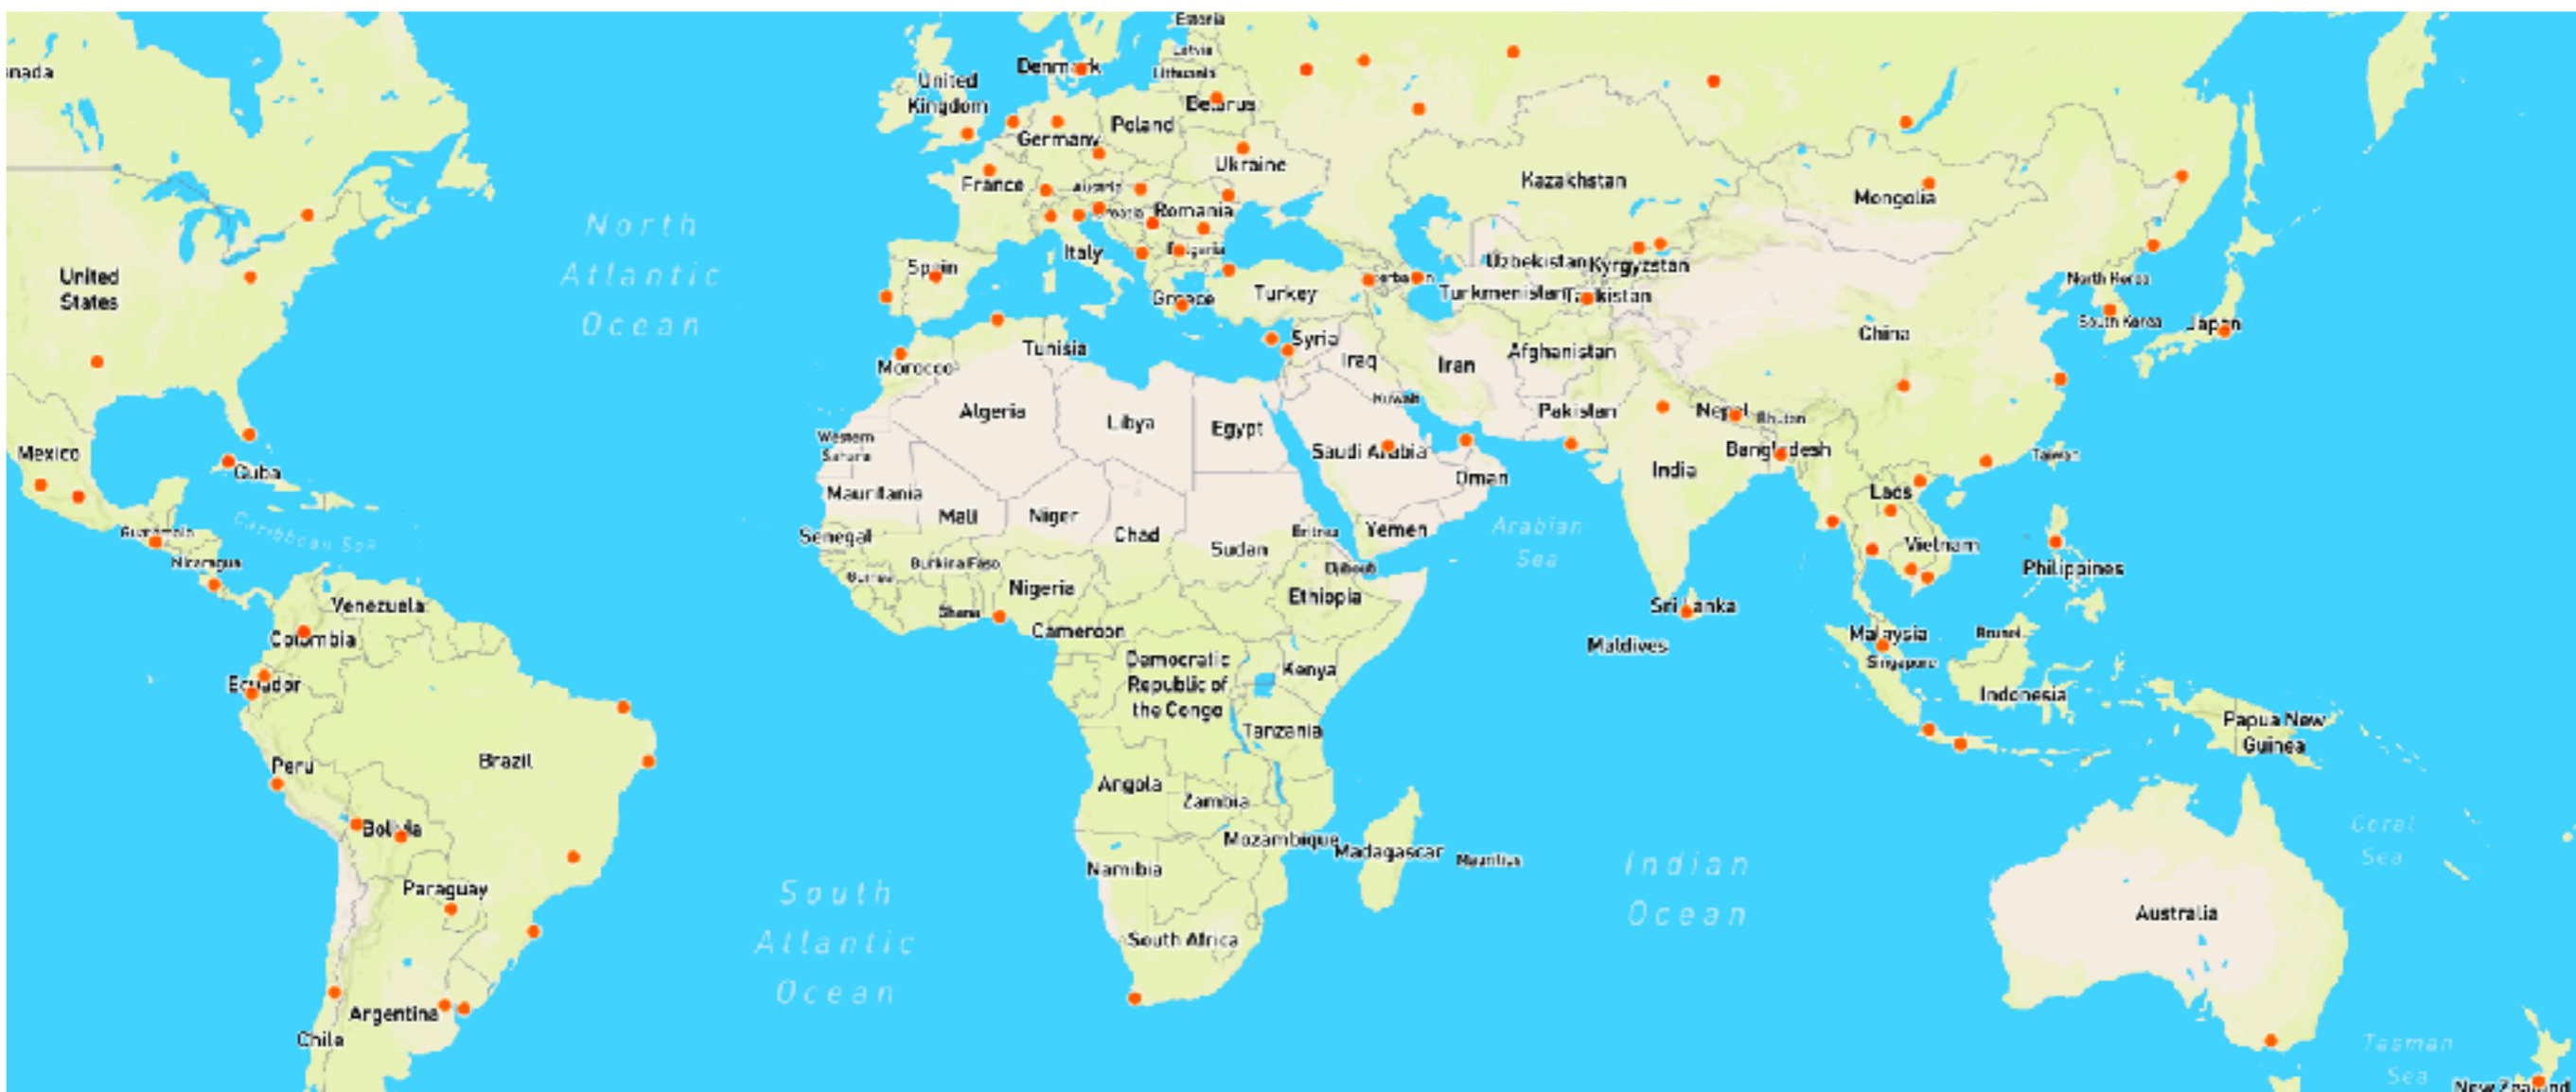 Estonia
Latvia
Lithuania
Denmark
United
Kingdom
Belarus
Poland
Germany
Ukraine
France
Austria
Romania
Italy
Bulgaria
Spain
Greece
Turkey
Kazakhstan
Mongolia
Uzbekistan
Kyrgyzstan
Turkmenistan
Tajikistan
North Korea
South Korea
Japan
China
North
Atlantic
Ocean
United
States
Mexico
Cuba
Caribbean Sea
Guatemala
Nicaragua
Venezuela
Colombia
Ecuador
Peru
Brazil
Bolivia
Paraguay
Argentina
Chile
Morocco
Tunisia
Algeria
Libya
Egypt
Western
Sahara
Mauritania
Mali
Niger
Chad
Sudan
Eritrea
Djibouti
Senegal
Burkina Faso
Guinea
Ghana
Nigeria
Cameroon
Ethiopia
Democratic
Republic of
the Congo
Kenya
Tanzania
Angola
Zambia
Mozambique
Madagascar
Mauritius
Namibia
South Africa
South
Atlantic
Ocean
Syria
Iraq
Iran
Kuwait
Afghanistan
Pakistan
Saudi Arabia
Oman
Yemen
Arabian
Sea
Nepal
Bhutan
Bangladesh
India
Sri Lanka
Maldives
Laos
Vietnam
Taiwan
Philippines
Malaysia
Singapore
Brunei
Indonesia
Papua New
Guinea
Indian
Ocean
Australia
Coral
Sea
Tasman
Sea
New Zealand